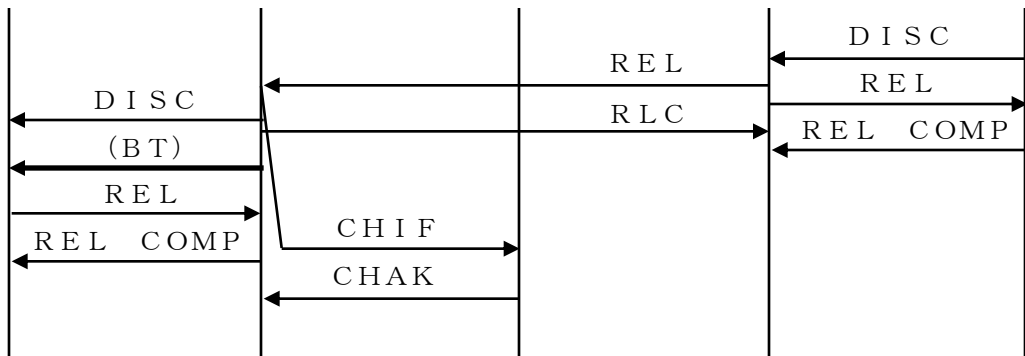 ＤＩＳＣ
ＲＥＬ
ＲＥＬ
ＤＩＳＣ
ＲＬＣ
ＲＥＬ　ＣＯＭＰ
（ＢＴ）
ＲＥＬ
ＣＨＩＦ
ＲＥＬ　ＣＯＭＰ
ＣＨＡＫ